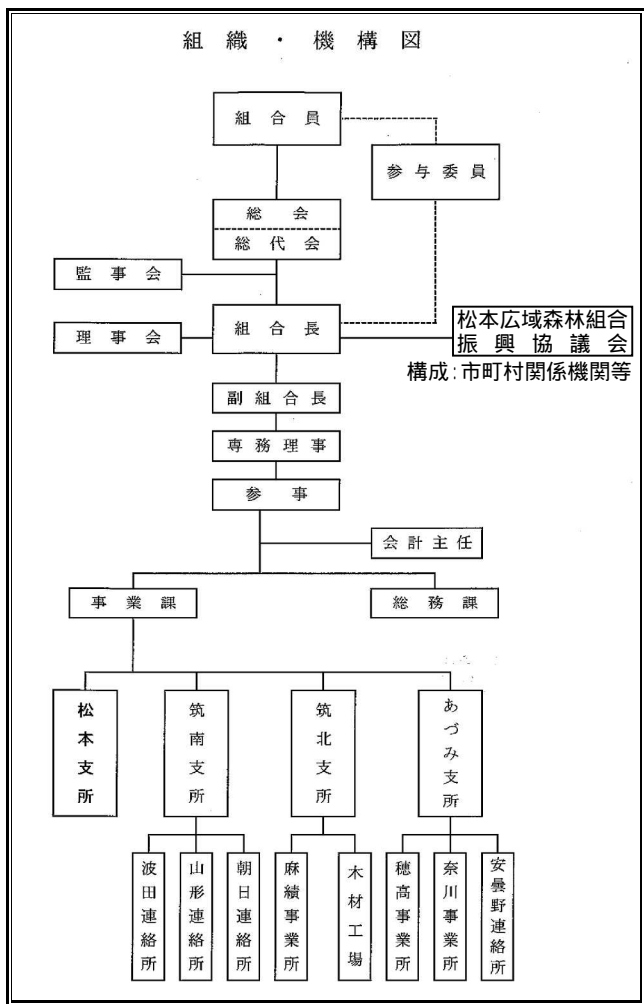 組織・機構図
組合員
参与委員
総会
総代会
監事会
組合長
理事会
松本広域森林組合
振興協議会
構成:市町村関係機関等
副組合長
専務理事
参事
会計主任
事業課
総務課
松本支所
筑南支所
筑北支所
あづみ支所
波田連絡所
山形連絡所
朝日連絡所
麻績事業所
木材工場
穂高事業所
奈川事業所
安曇野連絡所